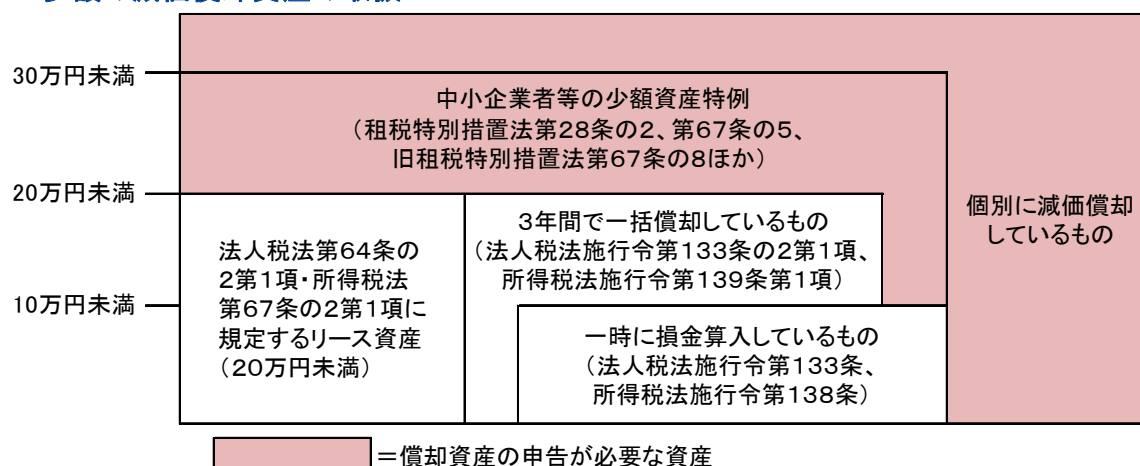 30万円未満
中小企業者等の少額資産特例
（租税特別措置法第28条の2、第67条の5、
旧租税特別措置法第67条の8ほか）
20万円未満
3年間で一括償却しているもの
（法人税法施行令第133条の2第1項、
所得税法施行令第139条第1項）
個別に減価償却
しているもの
法人税法第64条の
2第1項・所得税法
第67条の2第1項に
規定するリース資産
（20万円未満）
10万円未満
一時に損金算入しているもの
（法人税法施行令第133条、
所得税法施行令第138条）
＝償却資産の申告が必要な資産